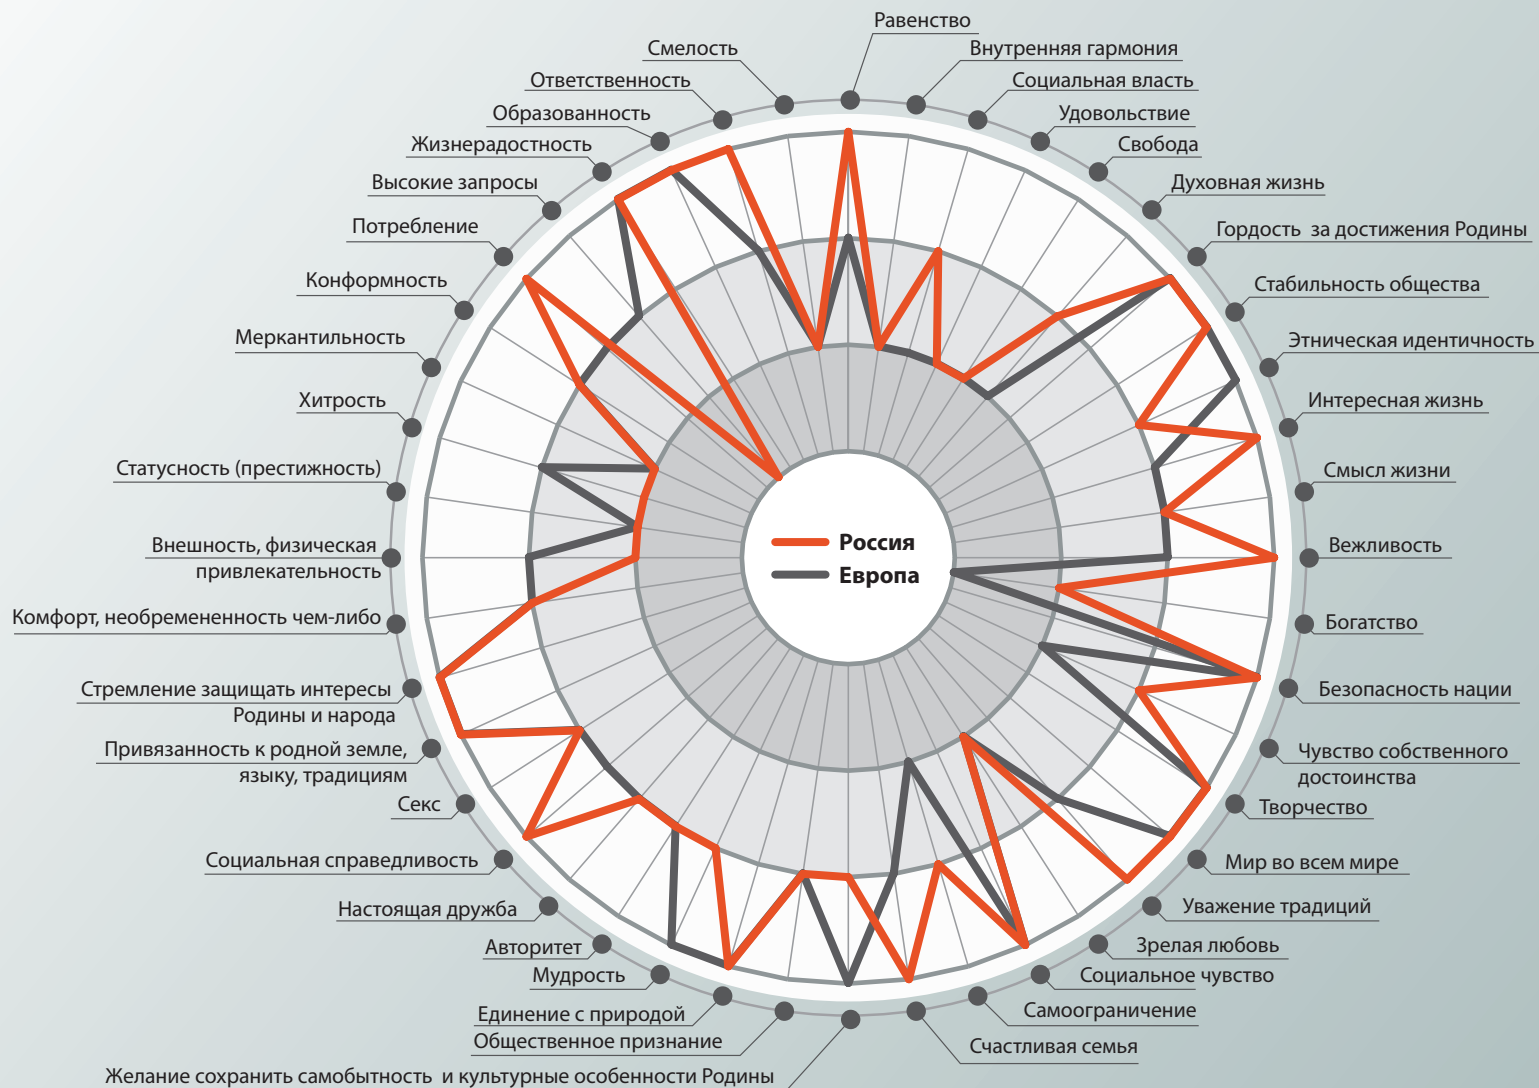 Равенство
Внутренняя гармония
Социальная власть
Удовольствие
Свобода
Духовная жизнь
Гордость за достижения Родины
Стабильность общества
Этническая идентичность
Интересная жизнь
Смысл жизни
Вежливость
Богатство
Безопасность нации
Чувство собственного
достоинства
Творчество
Мир во всем мире
Уважение традиций
Зрелая любовь
Социальное чувство
Самоограничение
Счастливая семья
Желание сохранить самобытность и культурные особенности Родины
Общественное признание
Единение с природой
Мудрость
Авторитет
Настоящая дружба
Социальная справедливость
Секс
Привязанность к родной земле,
языку, традициям
Стремление защищать интересы
Родины и народа
Комфорт, необремененность чем-либо
Внешность, физическая
привлекательность
Статусность (престижность)
Хитрость
Меркантильность
Конформность
Потребление
Высокие запросы
Жизнерадостность
Образованность
Ответственность
Смелость
Россия
Европа